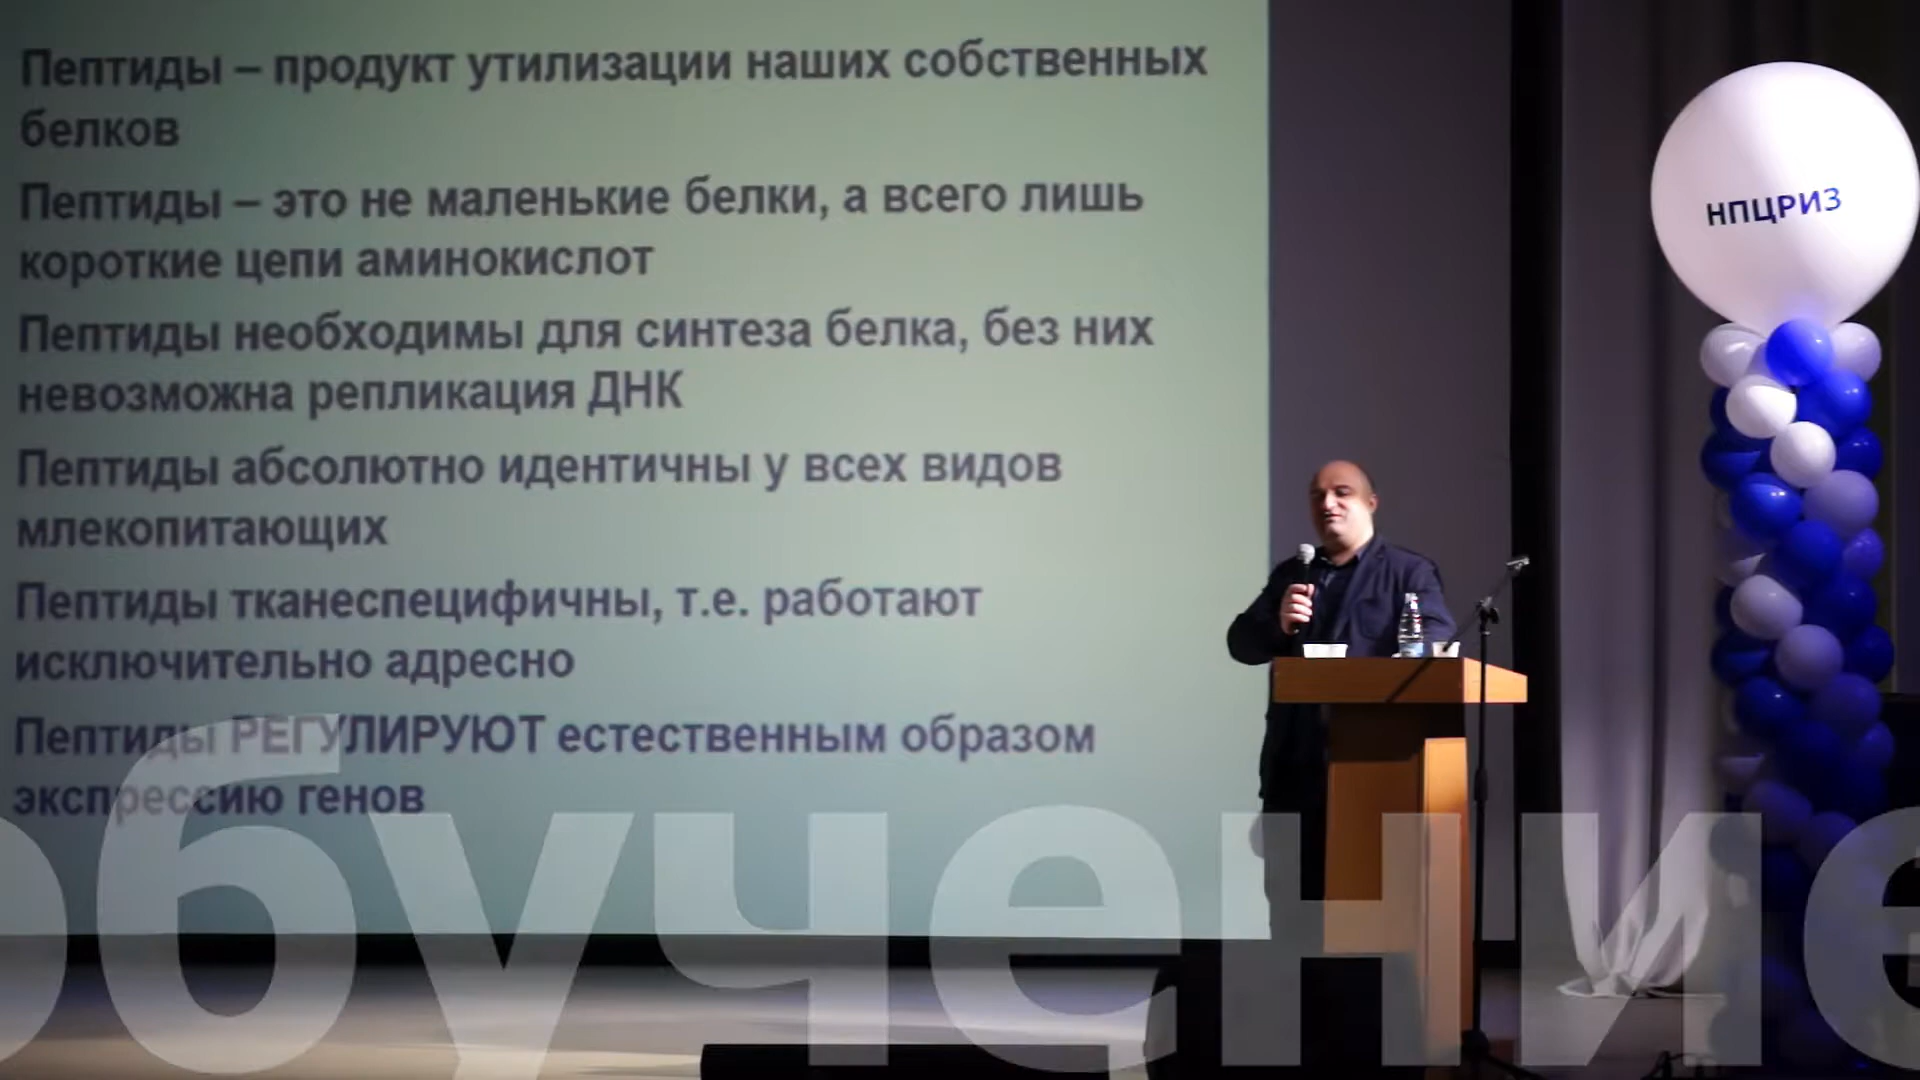 Пептиды – продукт утилизации наших собственных
белков
Пептиды – это не маленькие белки, а всего лишь
короткие цепи аминокислот
Пептиды необходимы для синтеза белка, без них
невозможна репликация ДНК
Пептиды абсолютно идентичны у всех видов
млекопитающих
Пептиды тканеспецифичны, т.е. работают
исключительно адресно
Пептиды РЕГУЛИРУЮТ естественным образом
экспрессию генов
НПЦРИЗ
обучение